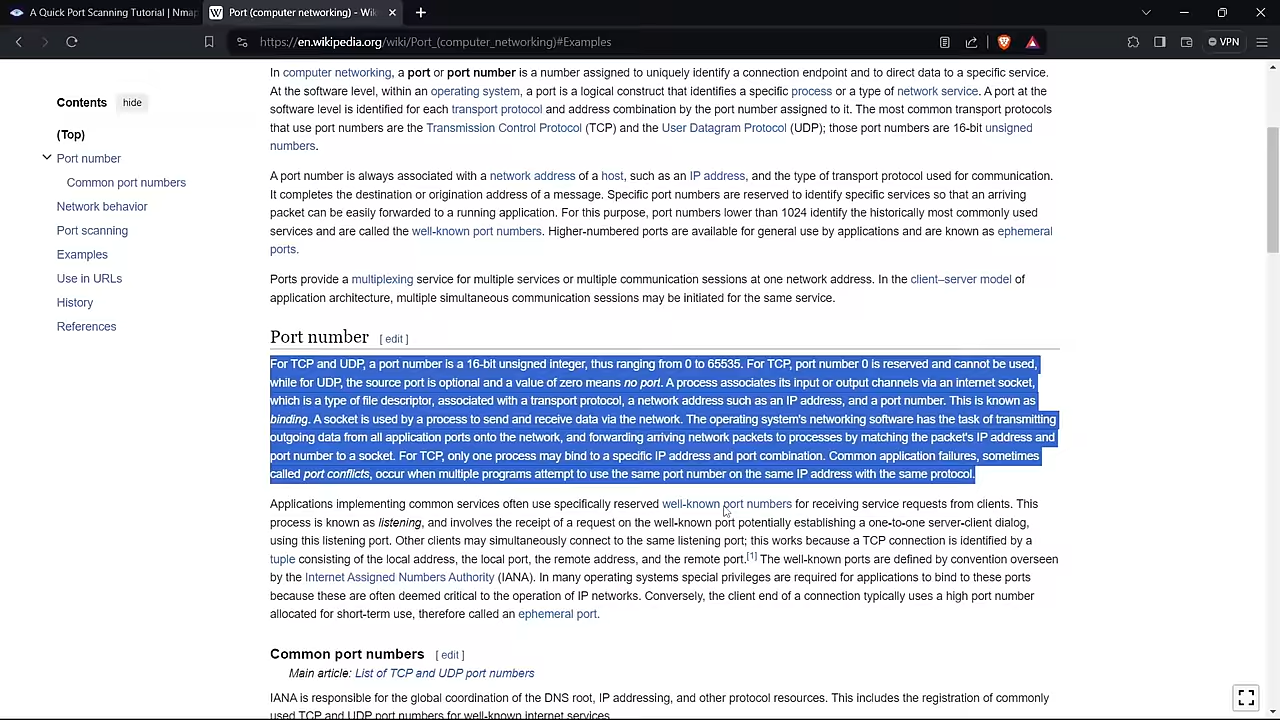 A Quick Port Scanning Tutorial | Nmap
Port (computer networking) - Wik
https://en.wikipedia.org/wiki/Port_(computer_networking)#Examples
VPN
Contents
hide
(Top)
Port number
Common port numbers
Network behavior
Port scanning
Examples
Use in URLs
History
References
In computer networking, a port or port number is a number assigned to uniquely identify a connection endpoint and to direct data to a specific service.
At the software level, within an operating system, a port is a logical construct that identifies a specific process or a type of network service. A port at the
software level is identified for each transport protocol and address combination by the port number assigned to it. The most common transport protocols
that use port numbers are the Transmission Control Protocol (TCP) and the User Datagram Protocol (UDP); those port numbers are 16-bit unsigned
numbers.
A port number is always associated with a network address of a host, such as an IP address, and the type of transport protocol used for communication.
It completes the destination or origination address of a message. Specific port numbers are reserved to identify specific services so that an arriving
packet can be easily forwarded to a running application. For this purpose, port numbers lower than 1024 identify the historically most commonly used
services and are called the well-known port numbers. Higher-numbered ports are available for general use by applications and are known as ephemeral
ports.
Ports provide a multiplexing service for multiple services or multiple communication sessions at one network address. In the client–server model of
application architecture, multiple simultaneous communication sessions may be initiated for the same service.
Port number [ edit ]
For TCP and UDP, a port number is a 16-bit unsigned integer, thus ranging from 0 to 65535. For TCP, port number 0 is reserved and cannot be used,
while for UDP, the source port is optional and a value of zero means no port. A process associates its input or output channels via an internet socket,
which is a type of file descriptor, associated with a transport protocol, a network address such as an IP address, and a port number. This is known as
binding. A socket is used by a process to send and receive data via the network. The operating system's networking software has the task of transmitting
outgoing data from all application ports onto the network, and forwarding arriving network packets to processes by matching the packet's IP address and
port number to a socket. For TCP, only one process may bind to a specific IP address and port combination. Common application failures, sometimes
called port conflicts, occur when multiple programs attempt to use the same port number on the same IP address with the same protocol.
Applications implementing common services often use specifically reserved well-known port numbers for receiving service requests from clients. This
process is known as listening, and involves the receipt of a request on the well-known port potentially establishing a one-to-one server-client dialog,
using this listening port. Other clients may simultaneously connect to the same listening port; this works because a TCP connection is identified by a
tuple consisting of the local address, the local port, the remote address, and the remote port.[1] The well-known ports are defined by convention overseen
by the Internet Assigned Numbers Authority (IANA). In many operating systems special privileges are required for applications to bind to these ports
because these are often deemed critical to the operation of IP networks. Conversely, the client end of a connection typically uses a high port number
allocated for short-term use, therefore called an ephemeral port.
Common port numbers [ edit ]
Main article: List of TCP and UDP port numbers
IANA is responsible for the global coordination of the DNS root, IP addressing, and other protocol resources. This includes the registration of commonly
used TCP and UDP port numbers for well-known internet services.